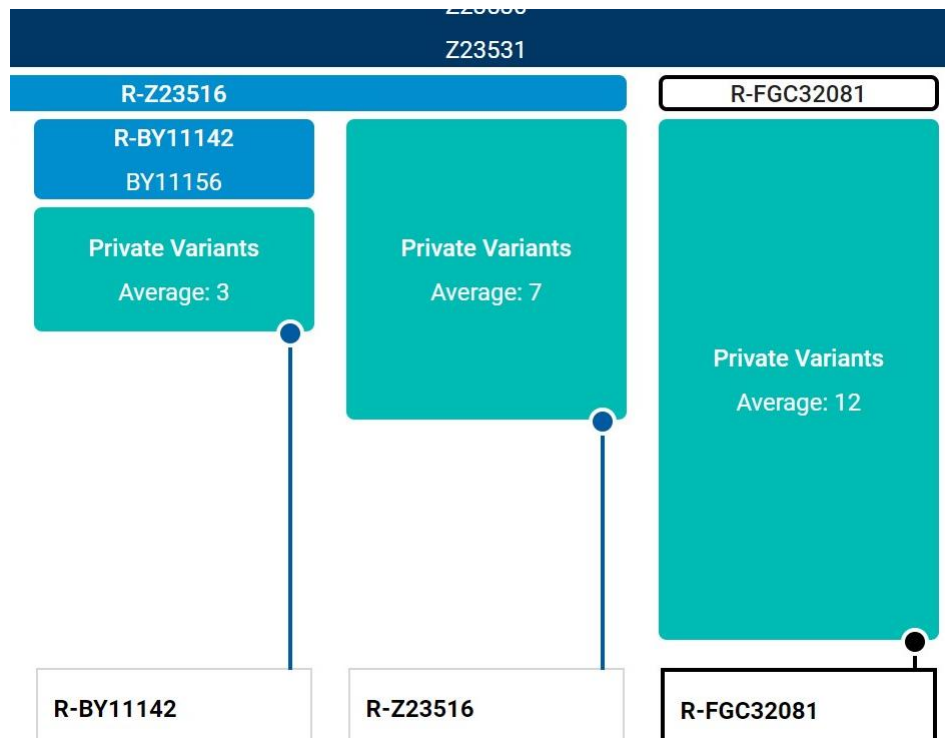 Z23531
R-Z23516
R-FGC32081
R-BY11142
BY11156
Private Variants
Average: 3
Private Variants
Average: 7
Private Variants
Average: 12
R-BY11142
R-Z23516
R-FGC32081